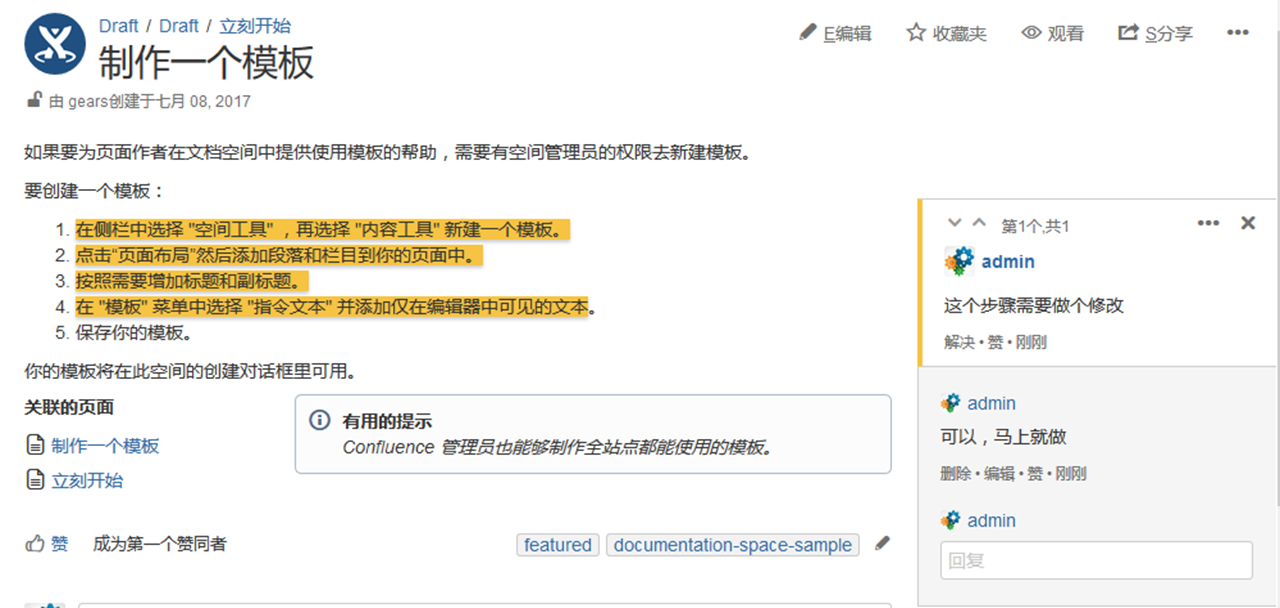 Draft / Draft / 立刻开始
制作一个模板
由 gears创建于七月 08, 2017
E编辑 收藏夹 观看 S分享 •••
如果要为页面作者在文档空间中提供使用模板的帮助，需要有空间管理员的权限去新建模板。
要创建一个模板：
1. 在侧栏中选择 "空间工具" ，再选择 "内容工具" 新建一个模板。
2. 点击"页面布局"然后添加段落和栏目到你的页面中。
3. 按照需要增加标题和副标题。
4. 在 "模板" 菜单中选择 "指令文本" 并添加仅在编辑器中可见的文本。
5. 保存你的模板。
你的模板将在此空间的创建对话框里可用。
关联的页面
制作一个模板
立刻开始
有用的提示
Confluence 管理员也能够制作全站点都能使用的模板。
赞 成为第一个赞同者
featured documentation-space-sample
第1个,共1
admin
这个步骤需要做个修改
解决 • 赞 • 刚刚
admin
可以，马上就做
删除 • 编辑 • 赞 • 刚刚
admin
回复